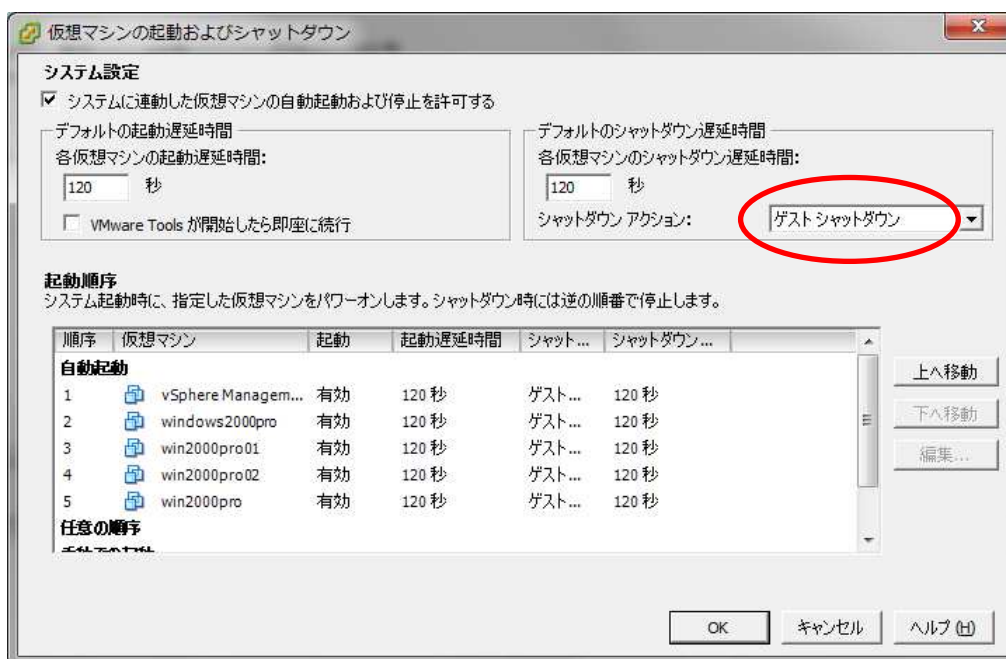 仮想マシンの起動およびシャットダウン
システム設定
システムに連動した仮想マシンの自動起動および停止を許可する
デフォルトの起動遅延時間
各仮想マシンの起動遅延時間:
120 秒
VMware Tools が開始したら即座に続行
デフォルトのシャットダウン遅延時間
各仮想マシンのシャットダウン遅延時間:
120 秒
シャットダウン アクション: ゲスト シャットダウン
起動順序
システム起動時に、指定した仮想マシンをパワーオンします。シャットダウン時には逆の順番で停止します。
順序 仮想マシン 起動 起動遅延時間 シャット... シャットダウン...
自動起動
1 vSphere Managem... 有効 120 秒 ゲスト... 120 秒
2 windows2000pro 有効 120 秒 ゲスト... 120 秒
3 win2000pro01 有効 120 秒 ゲスト... 120 秒
4 win2000pro02 有効 120 秒 ゲスト... 120 秒
5 win2000pro 有効 120 秒 ゲスト... 120 秒
任意の順序
上へ移動
下へ移動
編集...
OK キャンセル ヘルプ (H)